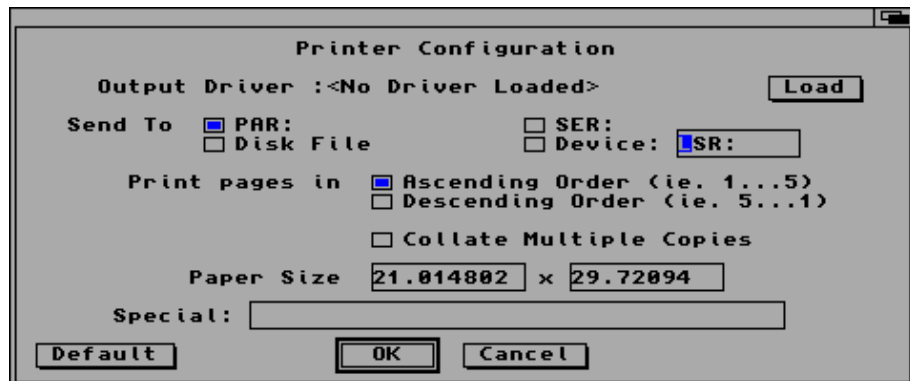 Printer Configuration
Output Driver :<No Driver Loaded> Load
Send To PAR: SER:
Disk File Device: SR:
Print pages in Ascending Order (ie. 1...5)
Descending Order (ie. 5...1)
Collate Multiple Copies
Paper Size 21.014802 x 29.72094
Special:
Default OK Cancel